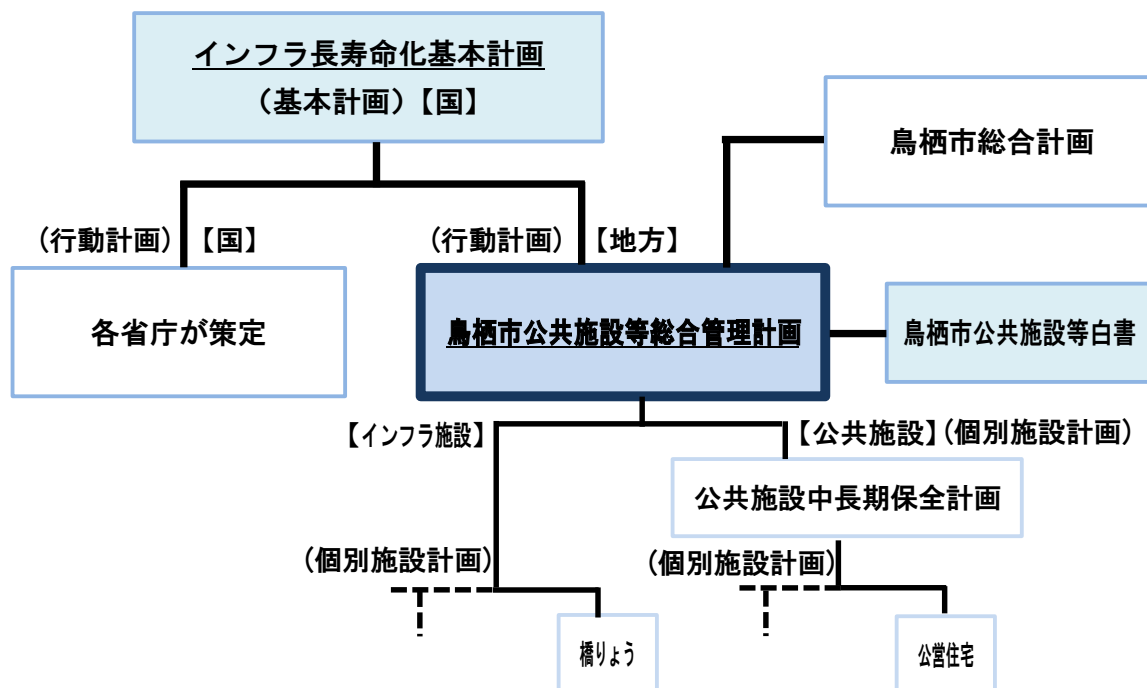 インフラ長寿命化基本計画
（基本計画）【国】
鳥栖市総合計画
（行動計画）【国】
（行動計画）【地方】
各省庁が策定
鳥栖市公共施設等総合管理計画
鳥栖市公共施設等白書
【インフラ施設】
【公共施設】（個別施設計画）
公共施設中長期保全計画
（個別施設計画）
（個別施設計画）
橋りょう
公営住宅